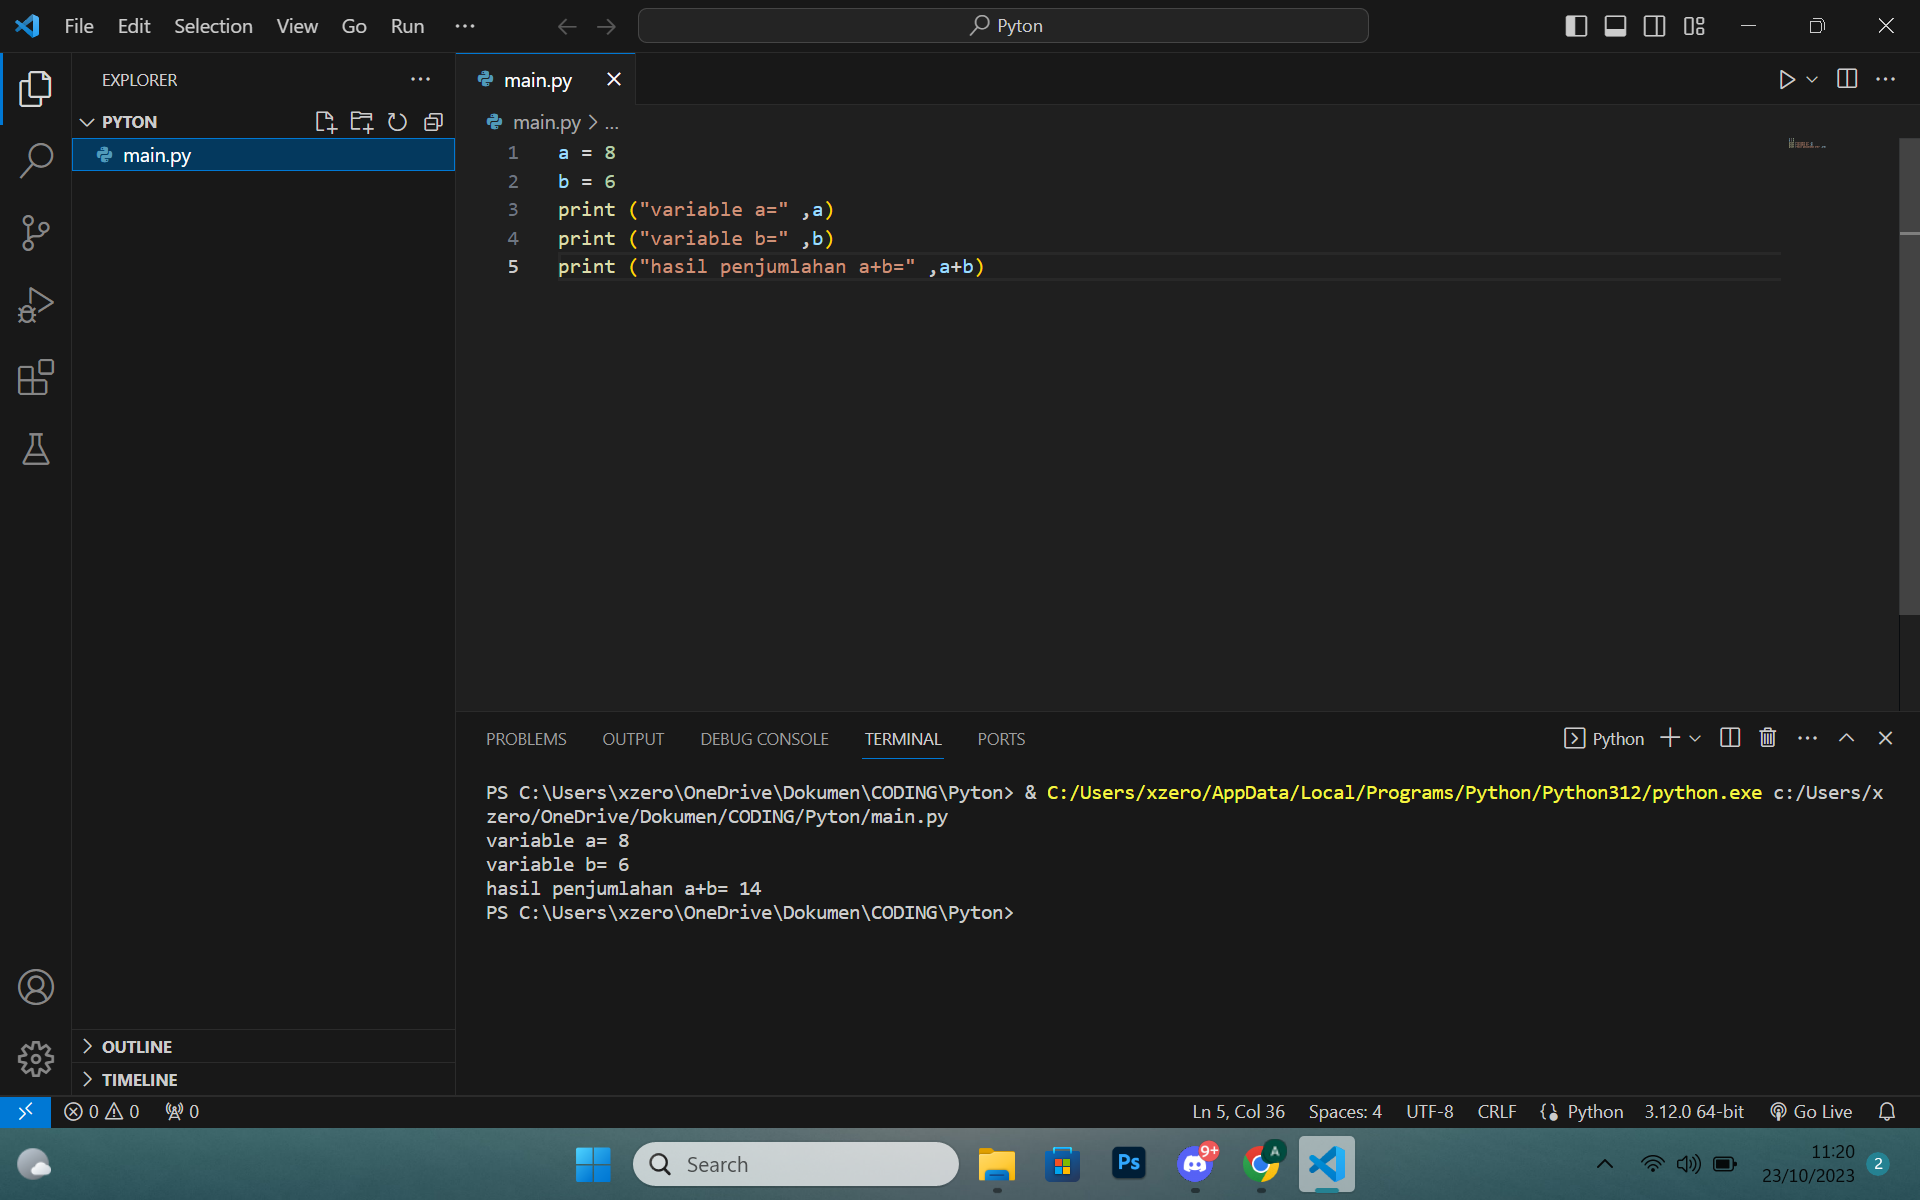 File Edit Selection View Go Run ···
Pyton
EXPLORER
PYTON
main.py
main.py
main.py > ...
1 a = 8
2 b = 6
3 print ("variable a=" ,a)
4 print ("variable b=" ,b)
5 print ("hasil penjumlahan a+b=" ,a+b)
PROBLEMS OUTPUT DEBUG CONSOLE TERMINAL PORTS
Python
PS C:\Users\xzero\OneDrive\Dokumen\CODING\Pyton> & C:/Users/xzero/AppData/Local/Programs/Python/Python312/python.exe c:/Users/x
zero/OneDrive/Dokumen/CODING/Pyton/main.py
variable a= 8
variable b= 6
hasil penjumlahan a+b= 14
PS C:\Users\xzero\OneDrive\Dokumen\CODING\Pyton>
OUTLINE
TIMELINE
0 0 0
Ln 5, Col 36 Spaces: 4 UTF-8 CRLF Python 3.12.0 64-bit Go Live
Search
Ps
9+
A
11:20
23/10/2023
2